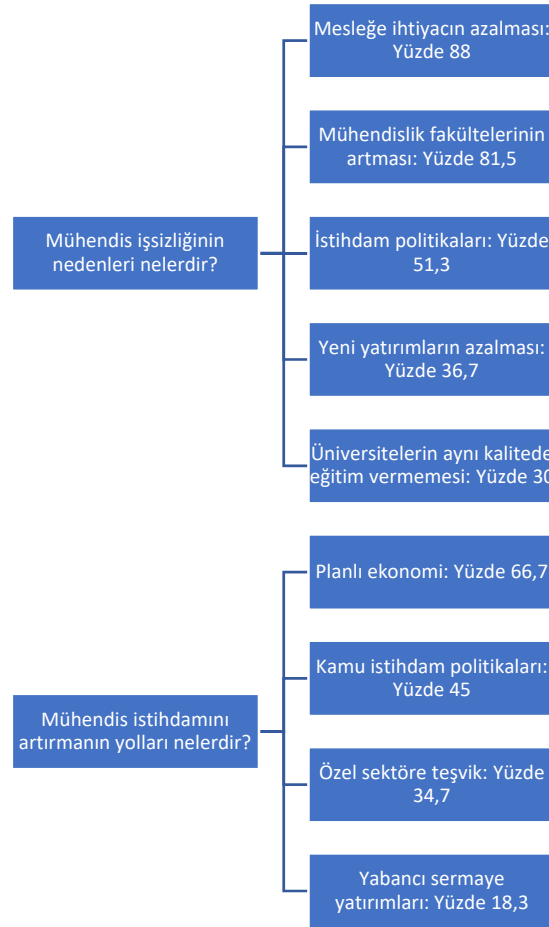 Mesleğe ihtiyacın azalması:
Yüzde 88
Mühendislik fakültelerinin
artması: Yüzde 81,5
Mühendis işsizliğinin
nedenleri nelerdir?
İstihdam politikaları: Yüzde
51,3
Yeni yatırımların azalması:
Yüzde 36,7
Üniversitelerin aynı kalitede
eğitim vermemesi: Yüzde 30
Planlı ekonomi: Yüzde 66,7
Kamu istihdam politikaları:
Yüzde 45
Mühendis istihdamını
artırmanın yolları nelerdir?
Özel sektöre teşvik: Yüzde
34,7
Yabancı sermaye
yatırımları: Yüzde 18,3